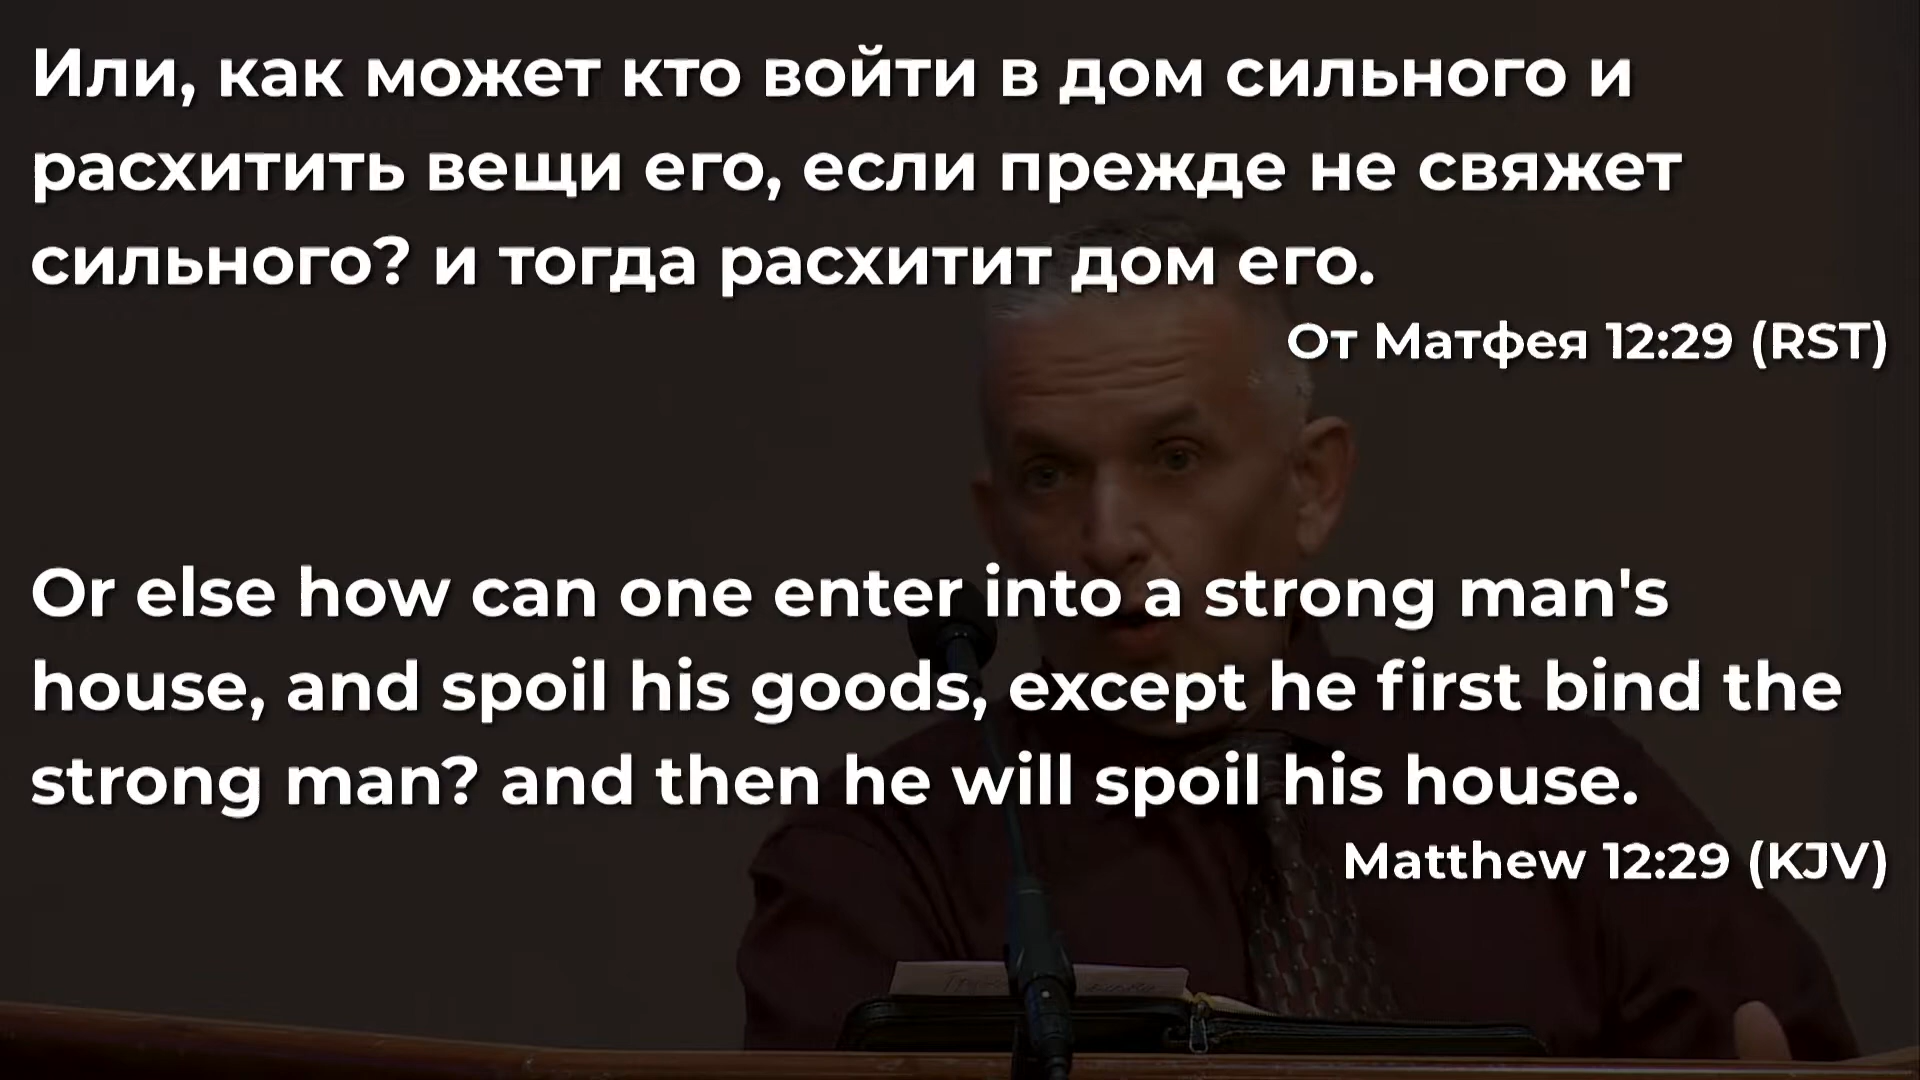 Или, как может кто войти в дом сильного и
расхитить вещи его, если прежде не свяжет
сильного? и тогда расхитит дом его.
От Матфея 12:29 (RST)
Or else how can one enter into a strong man's
house, and spoil his goods, except he first bind the
strong man? and then he will spoil his house.
Matthew 12:29 (KJV)